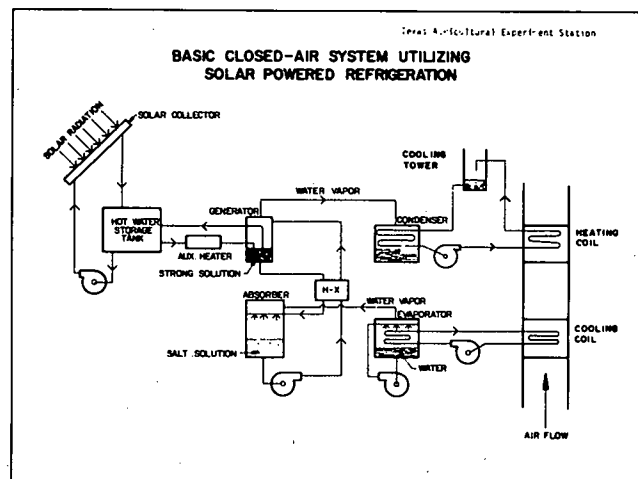 Texas Agricultural Experiment Station
BASIC CLOSED-AIR SYSTEM UTILIZING
SOLAR POWERED REFRIGERATION
SOLAR RADIATION
SOLAR COLLECTOR
COOLING
TOWER
WATER VAPOR
GENERATOR
CONDENSER
HOT WATER
STORAGE
TANK
HEATING
COIL
AUX. HEATER
STRONG SOLUTION
H-X
ABSORBER
WATER VAPOR
EVAPORATOR
COOLING
COIL
SALT SOLUTION
WATER
AIR FLOW